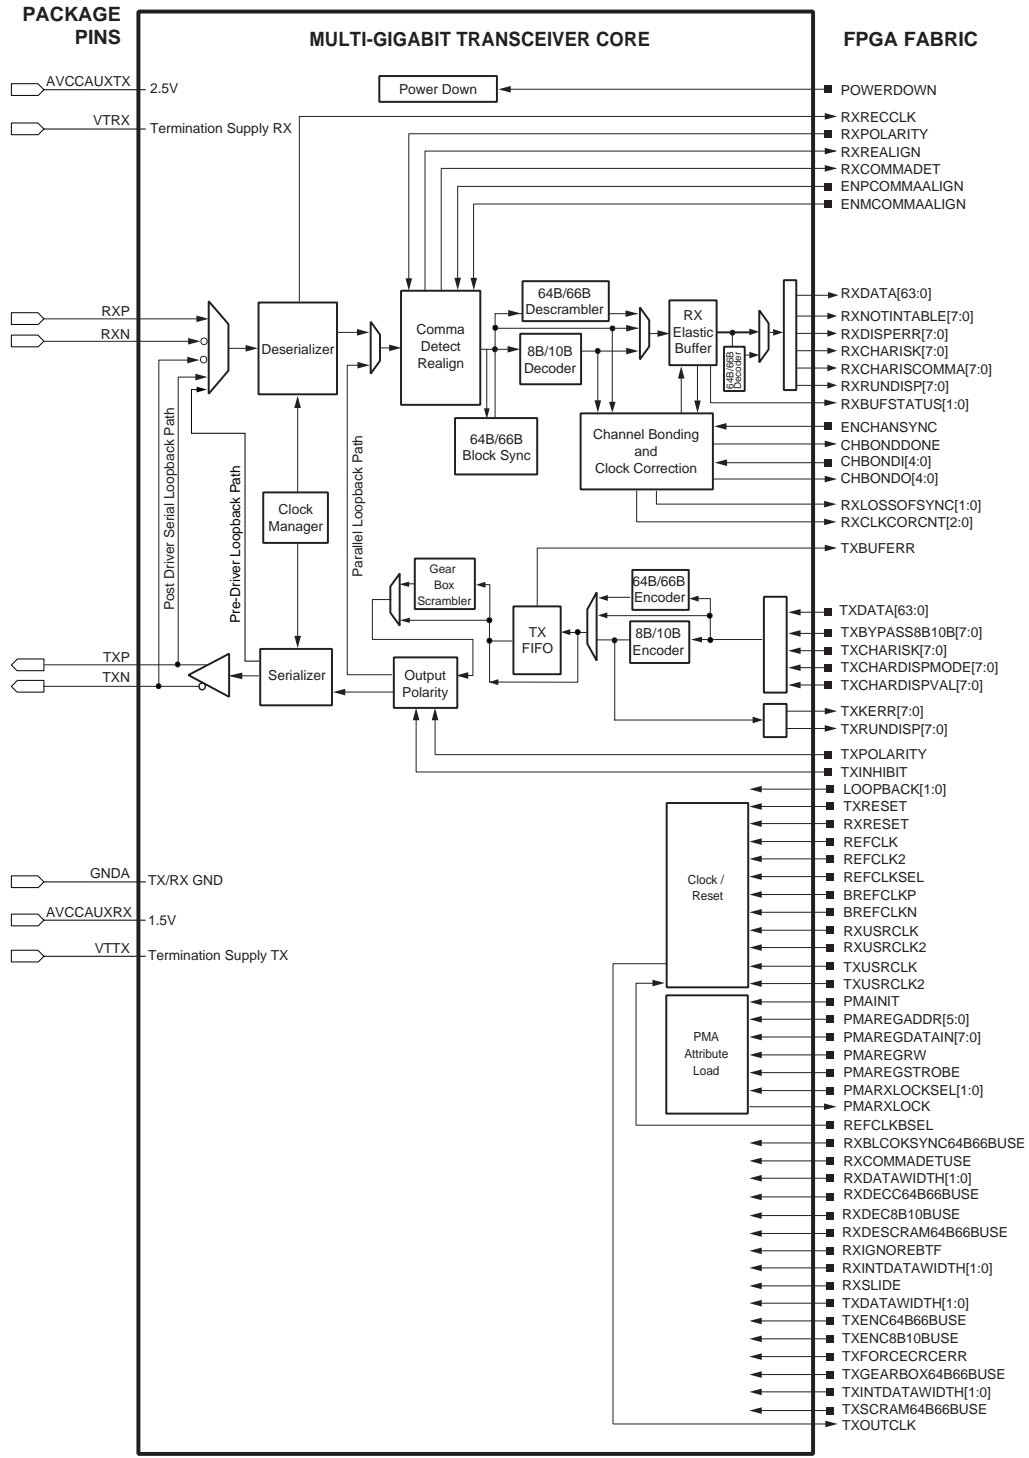 PACKAGE
PINS
MULTI-GIGABIT TRANSCEIVER CORE
FPGA FABRIC
AVCCAUXTX
2.5V
VTRX
Termination Supply RX
Power Down
POWERDOWN
RXRECCLK
RXPOLARITY
RXREALIGN
RXCOMMADET
ENPCOMMAALIGN
ENMCOMMAALIGN
RXP
RXN
Deserializer
Comma
Detect
Realign
64B/66B
Descrambler
8B/10B
Decoder
64B/66B
Block Sync
RX
Elastic
Buffer
64B/66B
Decoder
Channel Bonding
and
Clock Correction
RXDATA[63:0]
RXNOTINTABLE[7:0]
RXDISPERR[7:0]
RXCHARISK[7:0]
RXCHARISCOMMA[7:0]
RXRUNDISP[7:0]
RXBUFSTATUS[1:0]
ENCHANSYNC
CHBONDDONE
CHBONDI[4:0]
CHBONDO[4:0]
RXLOSSOFSYNC[1:0]
RXCLKCORCNT[2:0]
TXBUFERR
Post Driver Serial Loopback Path
Pre-Driver Loopback Path
Parallel Loopback Path
Clock
Manager
Gear
Box
Scrambler
TX
FIFO
64B/66B
Encoder
8B/10B
Encoder
TXDATA[63:0]
TXBYPASS8B10B[7:0]
TXCHARISK[7:0]
TXCHARDISPMODE[7:0]
TXCHARDISPVAL[7:0]
TXKERR[7:0]
TXRUNDISP[7:0]
TXP
TXN
Serializer
Output
Polarity
TXPOLARITY
TXINHIBIT
LOOPBACK[1:0]
TXRESET
RXRESET
REFCLK
REFCLK2
REFCLKSEL
BREFCLKP
BREFCLKN
RXUSRCLK
RXUSRCLK2
TXUSRCLK
TXUSRCLK2
Clock /
Reset
GNDA
TX/RX GND
AVCCAUXRX
1.5V
VTTX
Termination Supply TX
PMA
Attribute
Load
PMAINIT
PMAREGADDR[5:0]
PMAREGDATAIN[7:0]
PMAREGRW
PMAREGSTROBE
PMARXLOCKSEL[1:0]
PMARXLOCK
REFCLKBSEL
RXBLCOKSYNC64B66BUSE
RXCOMMADETUSE
RXDATAWIDTH[1:0]
RXDECC64B66BUSE
RXDEC8B10BUSE
RXDESCRAM64B66BUSE
RXIGNOREBTF
RXINTDATAWIDTH[1:0]
RXSLIDE
TXDATAWIDTH[1:0]
TXENC64B66BUSE
TXENC8B10BUSE
TXFORCECRCERR
TXGEARBOX64B66BUSE
TXINTDATAWIDTH[1:0]
TXSCRAM64B66BUSE
TXOUTCLK